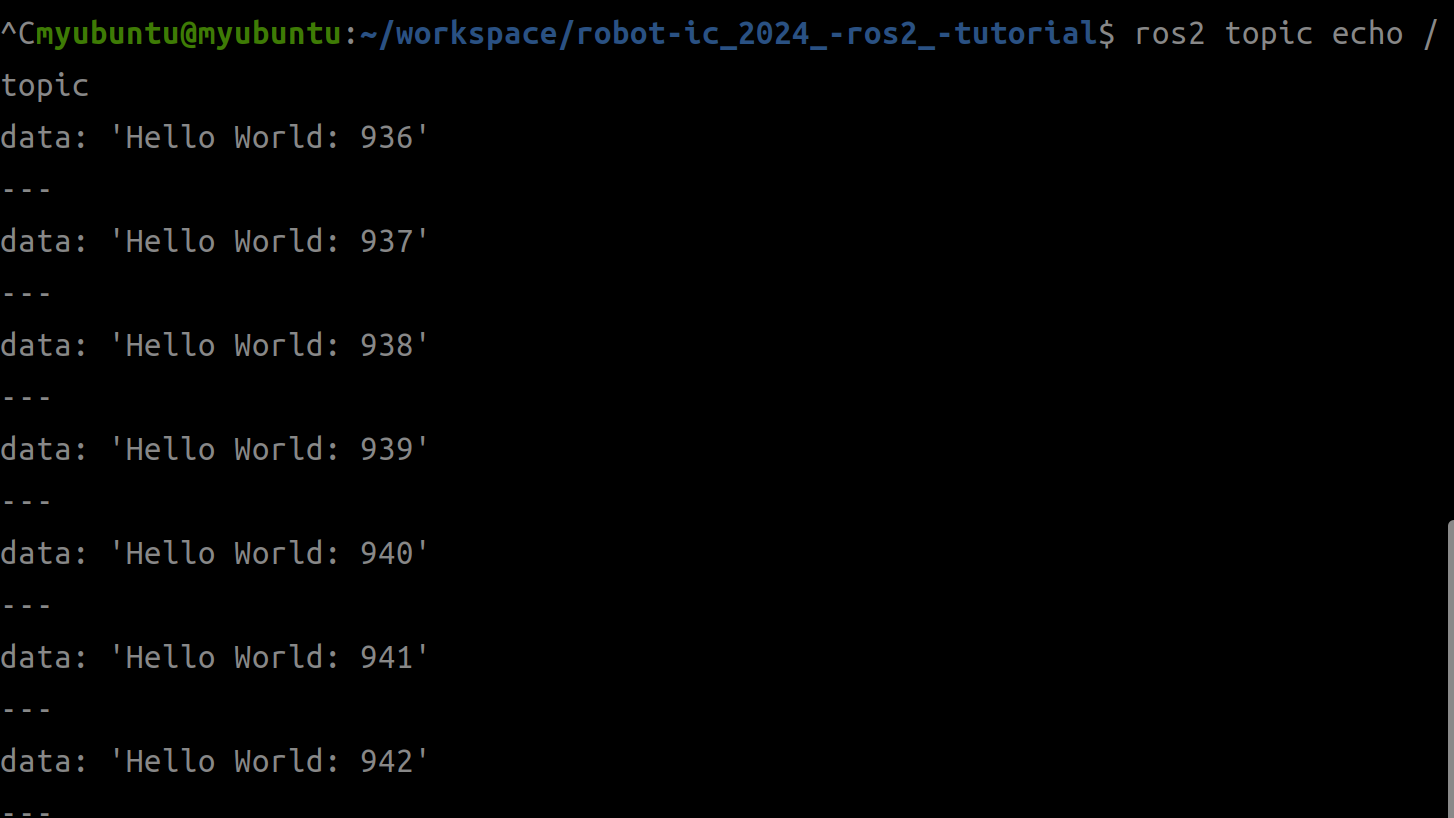 ^Cmyubuntu@myubuntu:~/workspace/robot-ic_2024_-ros2_-tutorial$ ros2 topic echo /
topic
data: 'Hello World: 936'
---
data: 'Hello World: 937'
---
data: 'Hello World: 938'
---
data: 'Hello World: 939'
---
data: 'Hello World: 940'
---
data: 'Hello World: 941'
---
data: 'Hello World: 942'
---